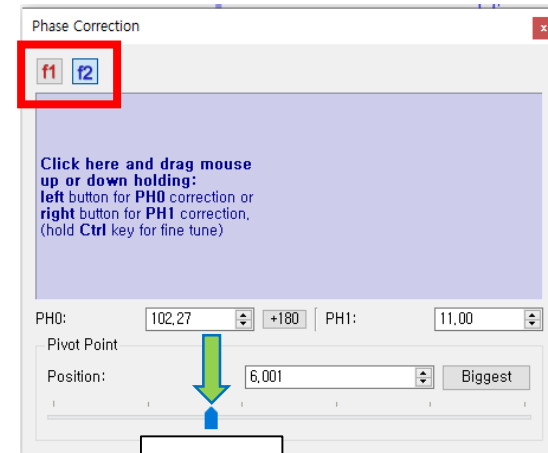 Phase Correction
x
f1 f2
Click here and drag mouse
up or down holding:
left button for PH0 correction or
right button for PH1 correction,
(hold Ctrl key for fine tune)
PH0: 102,27 +180 PH1: 11,00
Pivot Point
Position: 6,001 Biggest